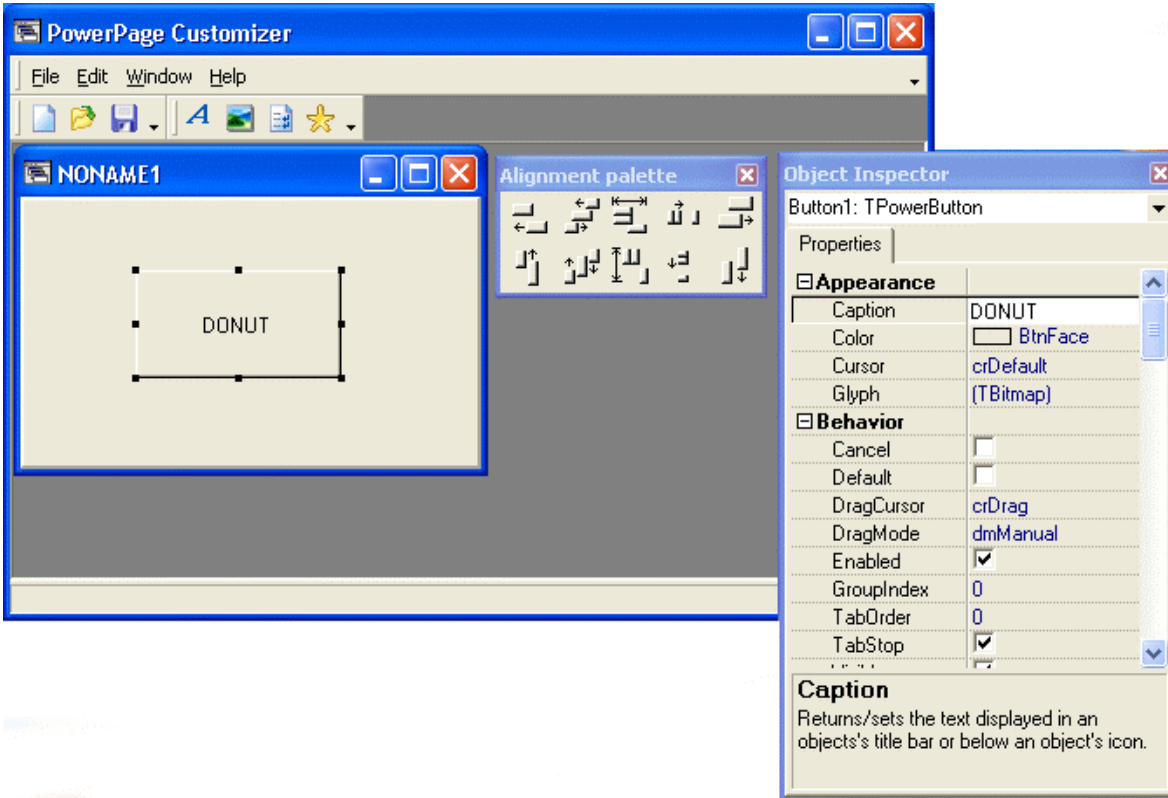 PowerPage Customizer
File Edit Window Help
A
NONAME1
DONUT
Alignment palette
Object Inspector
Button1: TPowerButton
Properties
Appearance
Caption DONUT
Color BtnFace
Cursor crDefault
Glyph (TBitmap)
Behavior
Cancel
Default
DragCursor crDrag
DragMode dmManual
Enabled
GroupIndex 0
TabOrder 0
TabStop
Caption
Returns/sets the text displayed in an
objects's title bar or below an object's icon.